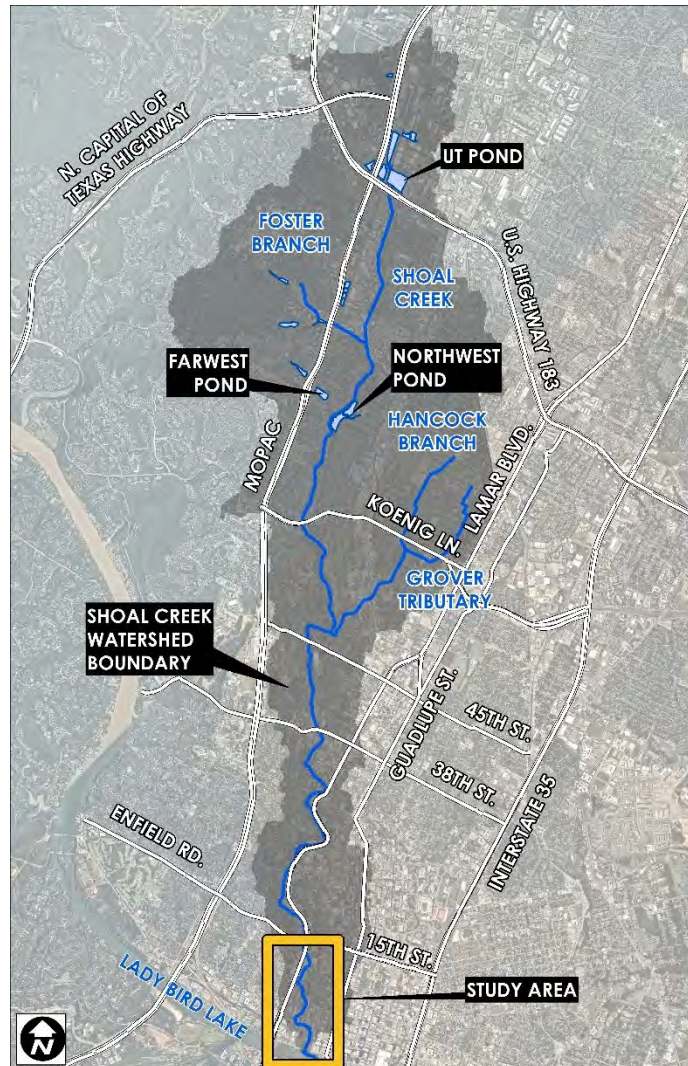 N. CAPITAL OF
TEXAS HIGHWAY
UT POND
FOSTER
BRANCH
SHOAL
CREEK
U.S. HIGHWAY 183
FARWEST
POND
NORTHWEST
POND
HANCOCK
BRANCH
MOPAC
LAMAR BLVD.
KOENIG LN.
GROVER
TRIBUTARY
SHOAL CREEK
WATERSHED
BOUNDARY
GUADLUPE ST.
45TH ST.
38TH ST.
INTERSTATE 35
ENFIELD RD.
15TH ST.
LADY BIRD LAKE
STUDY AREA
N